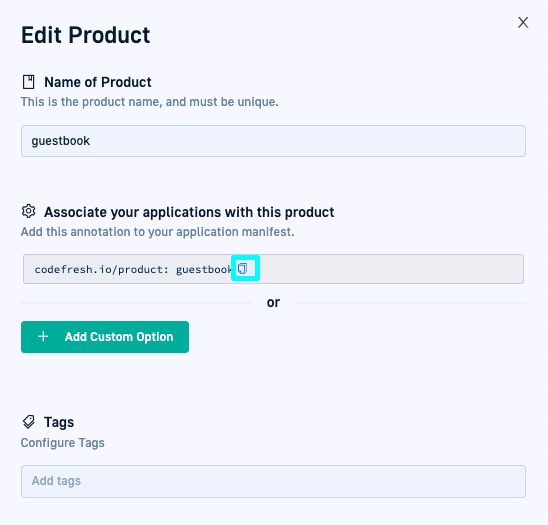 Edit Product
Name of Product
This is the product name, and must be unique.
guestbook
Associate your applications with this product
Add this annotation to your application manifest.
codefresh.io/product: guestbook
or
+ Add Custom Option
Tags
Configure Tags
Add tags